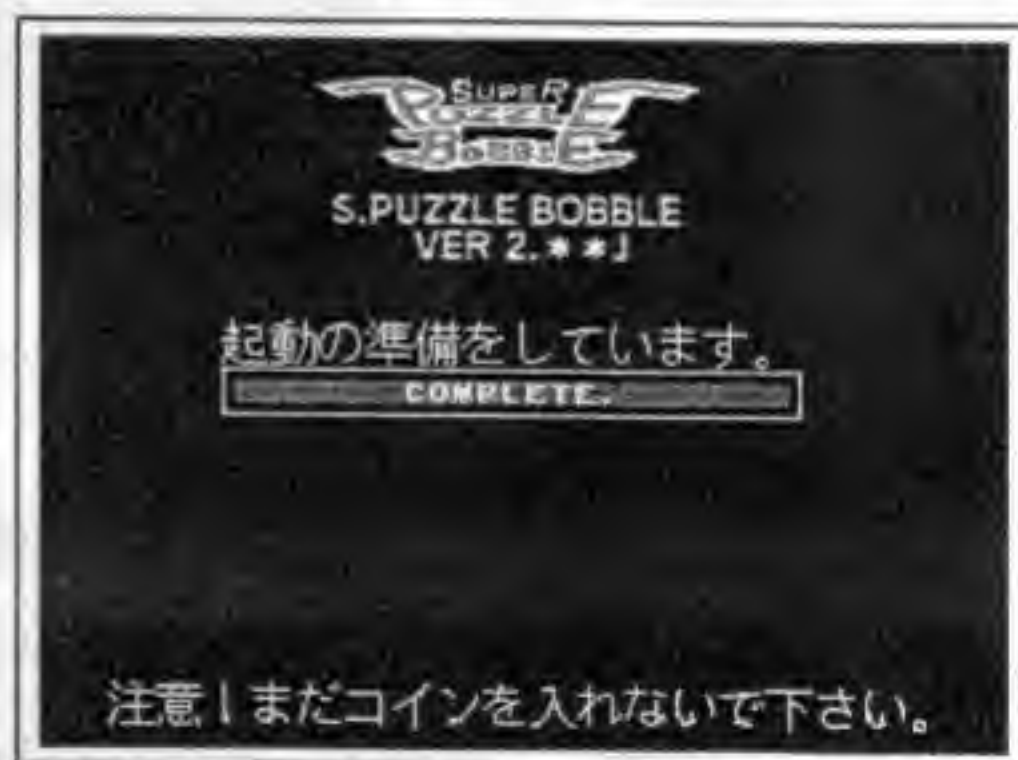 SUPER
PUZZLE
BOBBLE
S.PUZZLE BOBBLE
VER 2.**J
起動の準備をしています。
COMPLETE.
注意!まだコインを入れないで下さい。